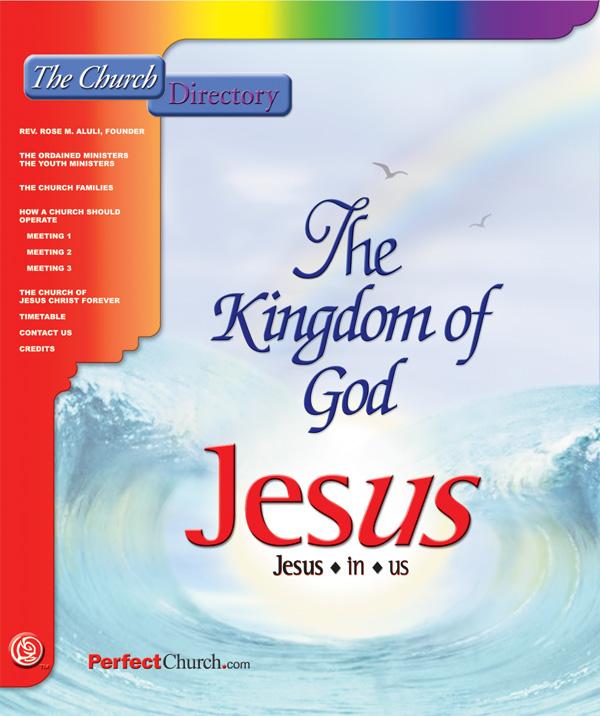 The Church
Directory
REV. ROSE M. ALULI, FOUNDER
THE ORDAINED MINISTERS
THE YOUTH MINISTERS
THE CHURCH FAMILIES
HOW A CHURCH SHOULD
OPERATE
MEETING 1
MEETING 2
MEETING 3
THE CHURCH OF
JESUS CHRIST FOREVER
TIMETABLE
CONTACT US
CREDITS
The
Kingdom of
God
Jesus
Jesus ♦ in ♦ us
TM
PerfectChurch.com